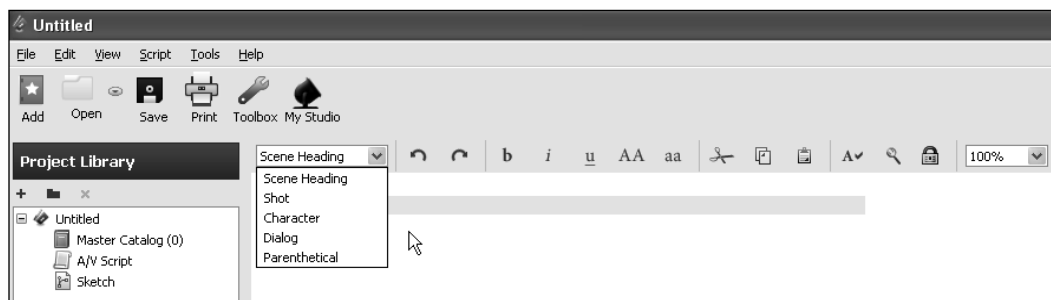 Untitled
File Edit View Script Tools Help
Add Open Save Print Toolbox My Studio
Project Library
Scene Heading b i u AA aa A 100%
Scene Heading
Shot
Character
Dialog
Parenthetical
Untitled
Master Catalog (0)
A/V Script
Sketch